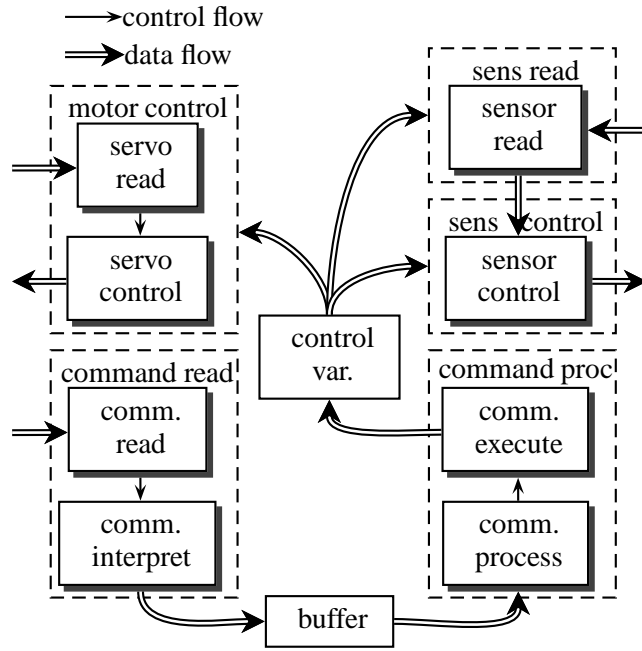 control flow
data flow
motor control
servo
read
servo
control
sens read
sensor
read
sens control
sensor
control
control
var.
command read
comm.
read
comm.
interpret
command proc
comm.
execute
comm.
process
buffer